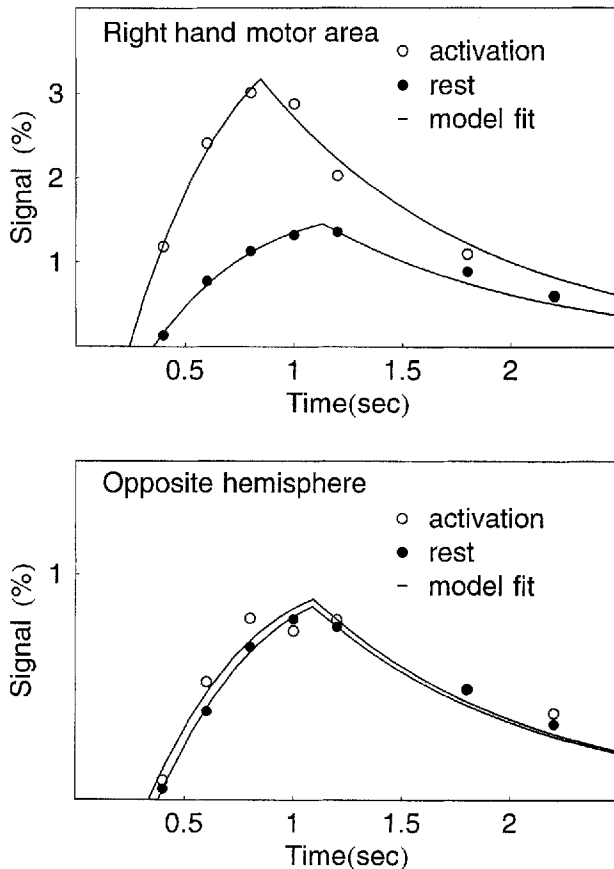 Right hand motor area
○ activation
● rest
– model fit
Signal (%)
3
2
1
0.5 1 1.5 2
Time(sec)
Opposite hemisphere
○ activation
● rest
– model fit
Signal (%)
1
0.5 1 1.5 2
Time(sec)